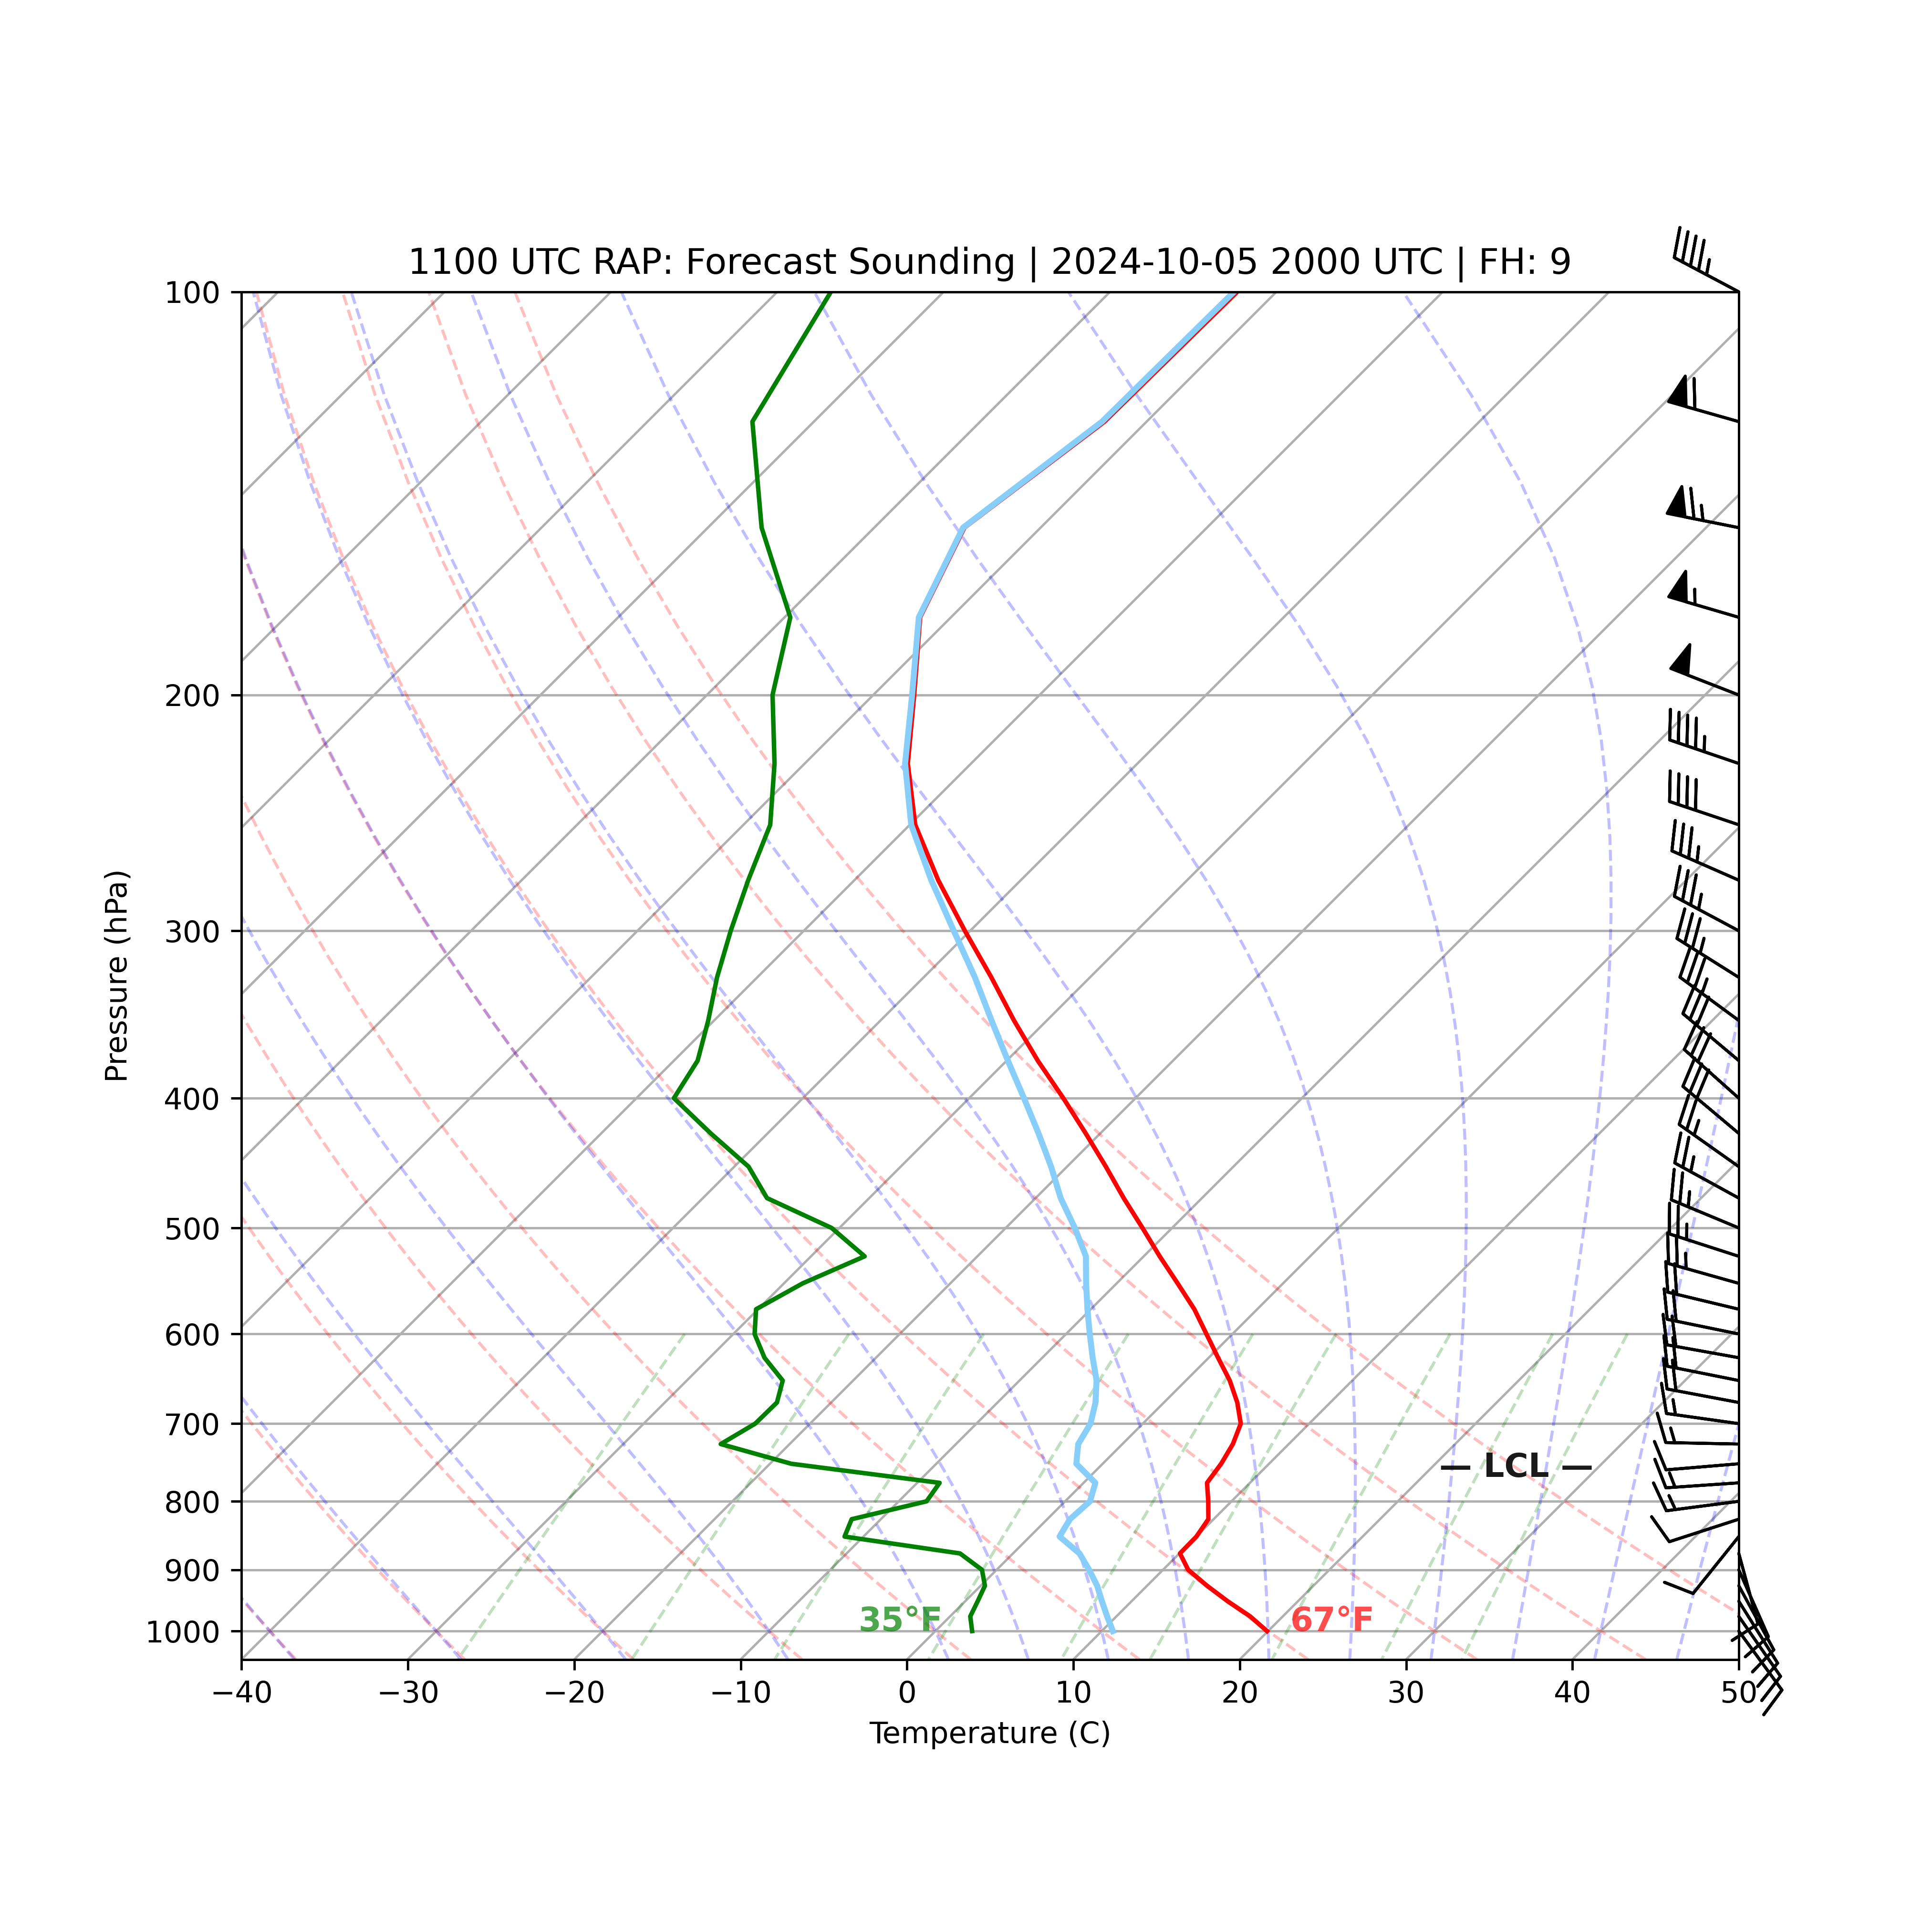 1100 UTC RAP: Forecast Sounding | 2024-10-05 2000 UTC | FH: 9
100
200
300
400
500
600
700
800
900
1000
Pressure (hPa)
— LCL —
35°F
67°F
−40 −30 −20 −10 0 10 20 30 40 50
Temperature (C)